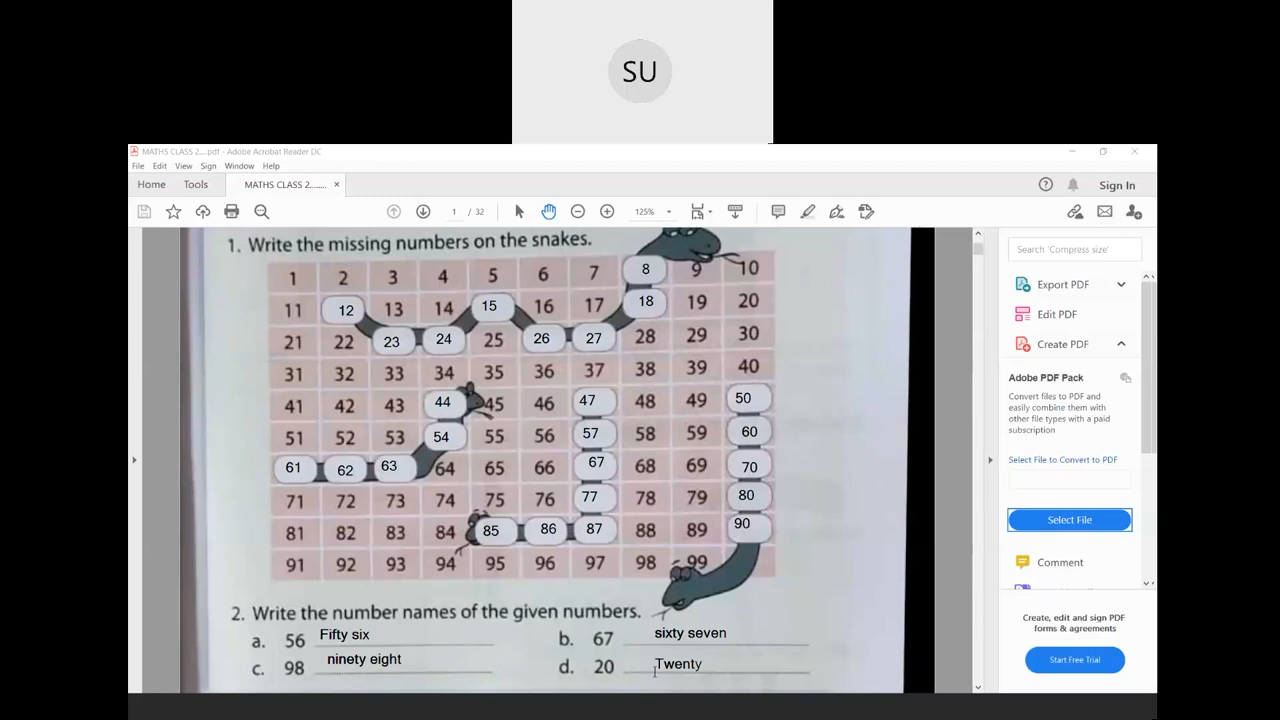 SU
MATHS CLASS 2....pdf - Adobe Acrobat Reader DC
File Edit View Sign Window Help
Home Tools MATHS CLASS 2....... × Sign In
1 / 32 125%
1. Write the missing numbers on the snakes.
1 2 3 4 5 6 7 8 9 10
11 12 13 14 15 16 17 18 19 20
21 22 23 24 25 26 27 28 29 30
31 32 33 34 35 36 37 38 39 40
41 42 43 44 45 46 47 48 49 50
51 52 53 54 55 56 57 58 59 60
61 62 63 64 65 66 67 68 69 70
71 72 73 74 75 76 77 78 79 80
81 82 83 84 85 86 87 88 89 90
91 92 93 94 95 96 97 98 99
2. Write the number names of the given numbers.
a. 56 Fifty six b. 67 sixty seven
c. 98 ninety eight d. 20 Twenty
Search 'Compress size'
Export PDF
Edit PDF
Create PDF
Adobe PDF Pack
Convert files to PDF and
easily combine them with
other file types with a paid
subscription
Select File to Convert to PDF
Select File
Comment
Create, edit and sign PDF
forms & agreements
Start Free Trial